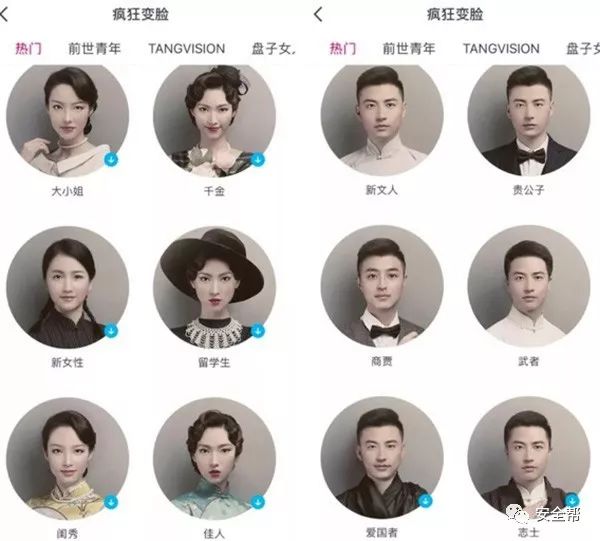 疯狂变脸
热门 前世青年 TANGVISION 盘子女人
大小姐 千金
新女性 留学生
闺秀 佳人
疯狂变脸
热门 前世青年 TANGVISION 盘子女
新文人 贵公子
商贾 武者
爱国者 志士
安全帮